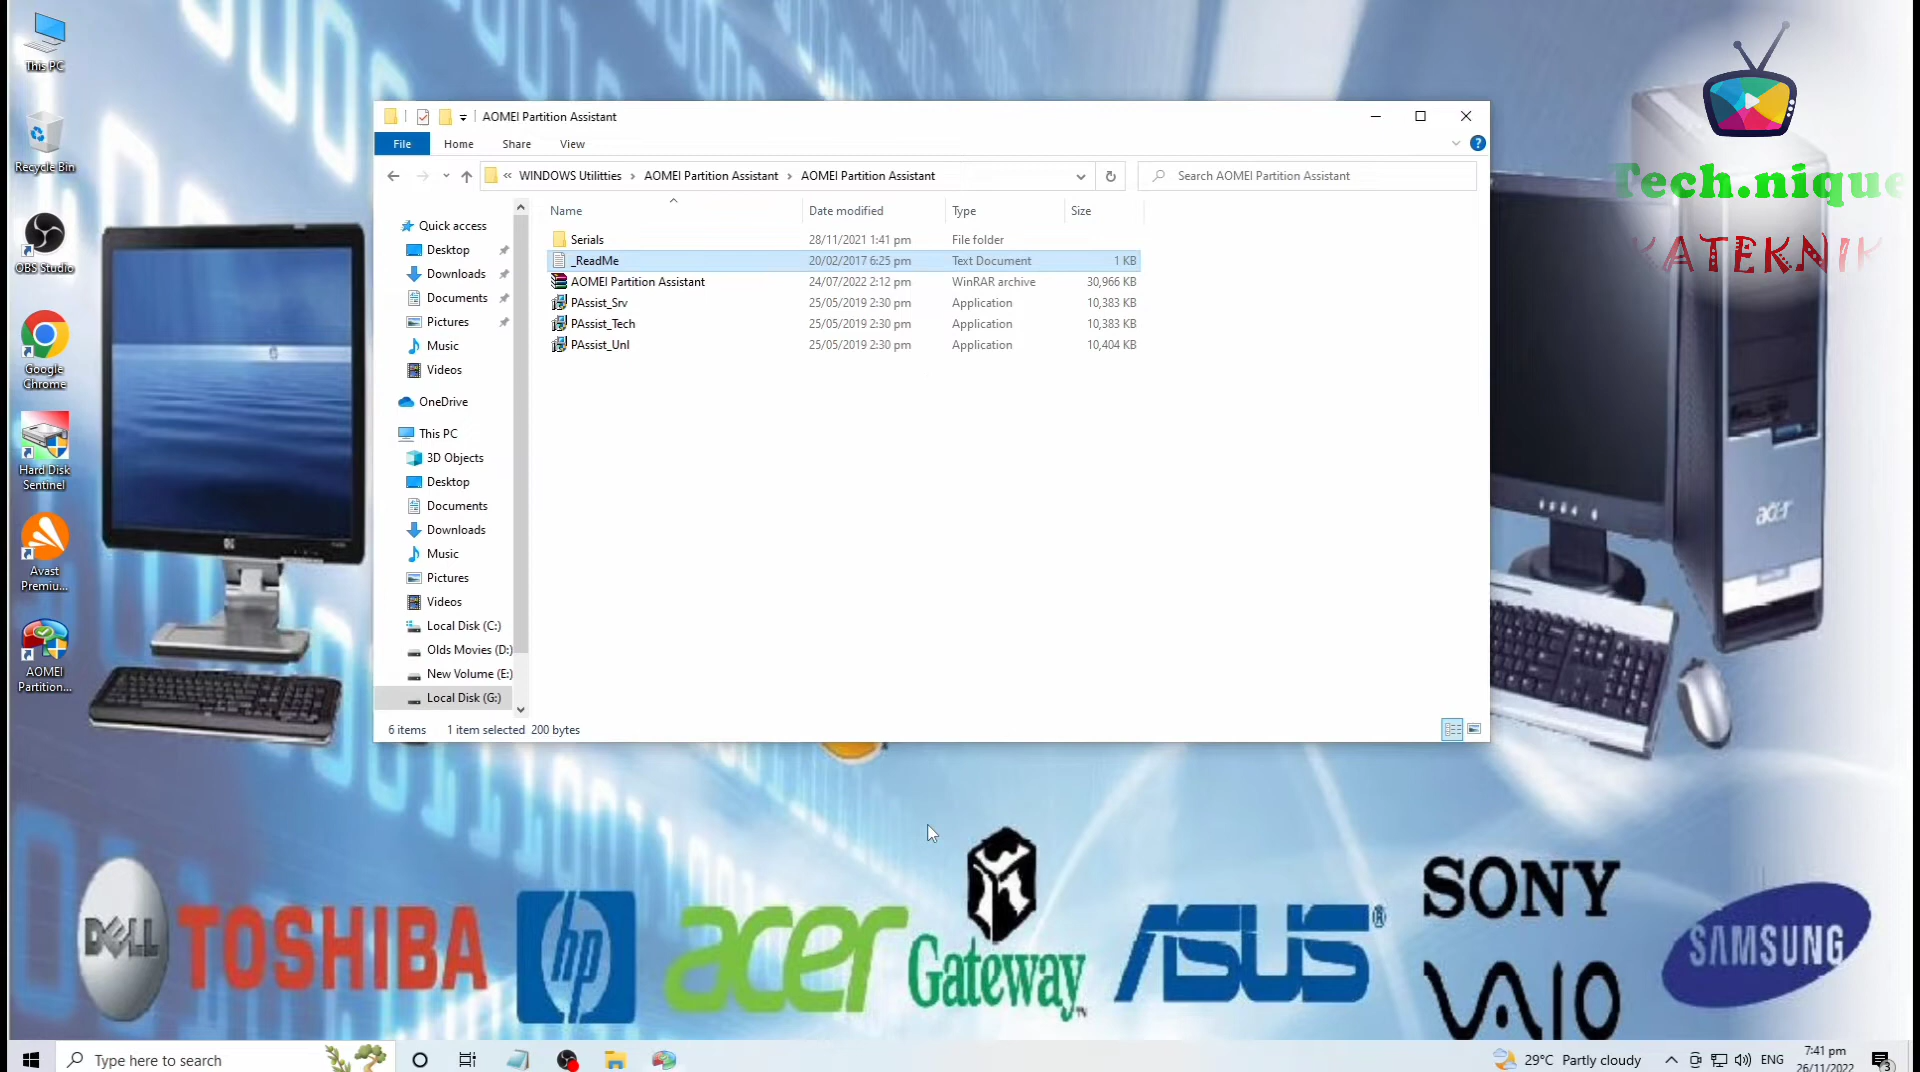 This PC
Recycle Bin
OBS Studio
Google
Chrome
Hard Disk
Sentinel
Avast
Premiu...
AOMEI
Partition...
AOMEI Partition Assistant
File Home Share View
« WINDOWS Utilitties > AOMEI Partition Assistant > AOMEI Partition Assistant
Search AOMEI Partition Assistant
Quick access
Desktop
Downloads
Documents
Pictures
Music
Videos
OneDrive
This PC
3D Objects
Desktop
Documents
Downloads
Music
Pictures
Videos
Local Disk (C:)
Olds Movies (D:)
New Volume (E:)
Local Disk (G:)
Name Date modified Type Size
Serials 28/11/2021 1:41 pm File folder
_ReadMe 20/02/2017 6:25 pm Text Document 1 KB
AOMEI Partition Assistant 24/07/2022 2:12 pm WinRAR archive 30,966 KB
PAssist_Srv 25/05/2019 2:30 pm Application 10,383 KB
PAssist_Tech 25/05/2019 2:30 pm Application 10,383 KB
PAssist_Unl 25/05/2019 2:30 pm Application 10,404 KB
6 items 1 item selected 200 bytes
Tech.nique
KATEKNIK
acer
DELL
TOSHIBA
hp
acer
Gateway
ASUS®
SONY
VAIO
SAMSUNG
Type here to search
29°C Partly cloudy
ENG
7:41 pm
26/11/2022
3